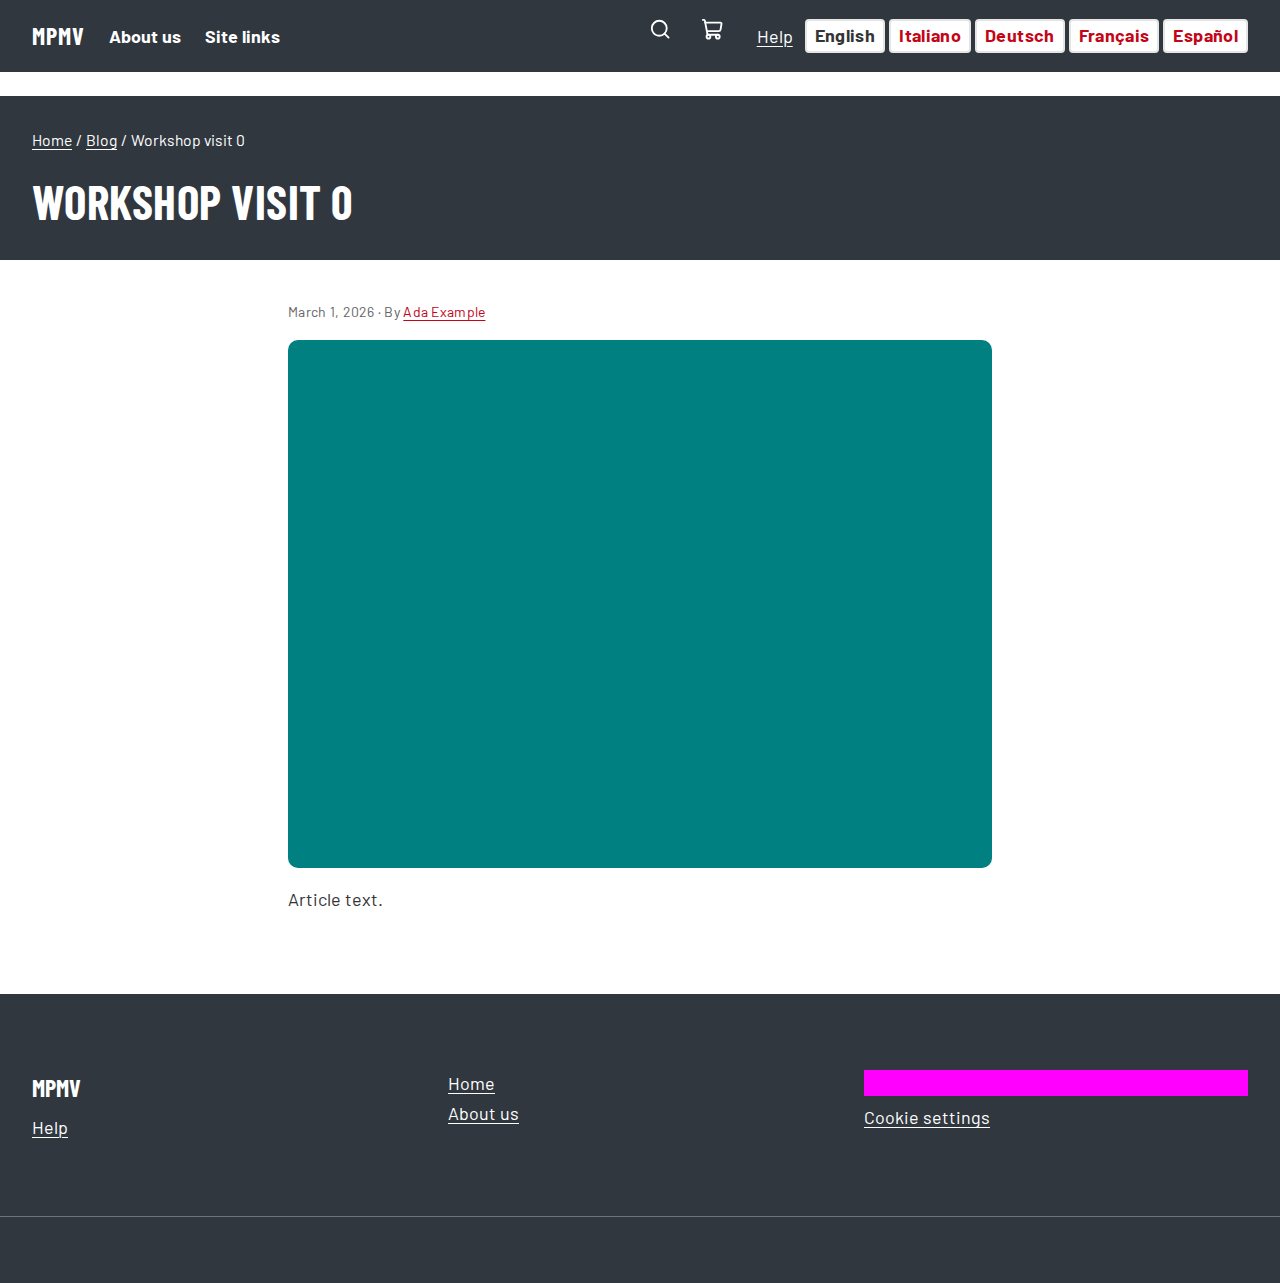 MPMV About us Site links Help English Italiano Deutsch Français Español
Home / Blog / Workshop visit 0
WORKSHOP VISIT 0
March 1, 2026 · By Ada Example
Article text.
MPMV
Help
Home
About us
Cookie settings